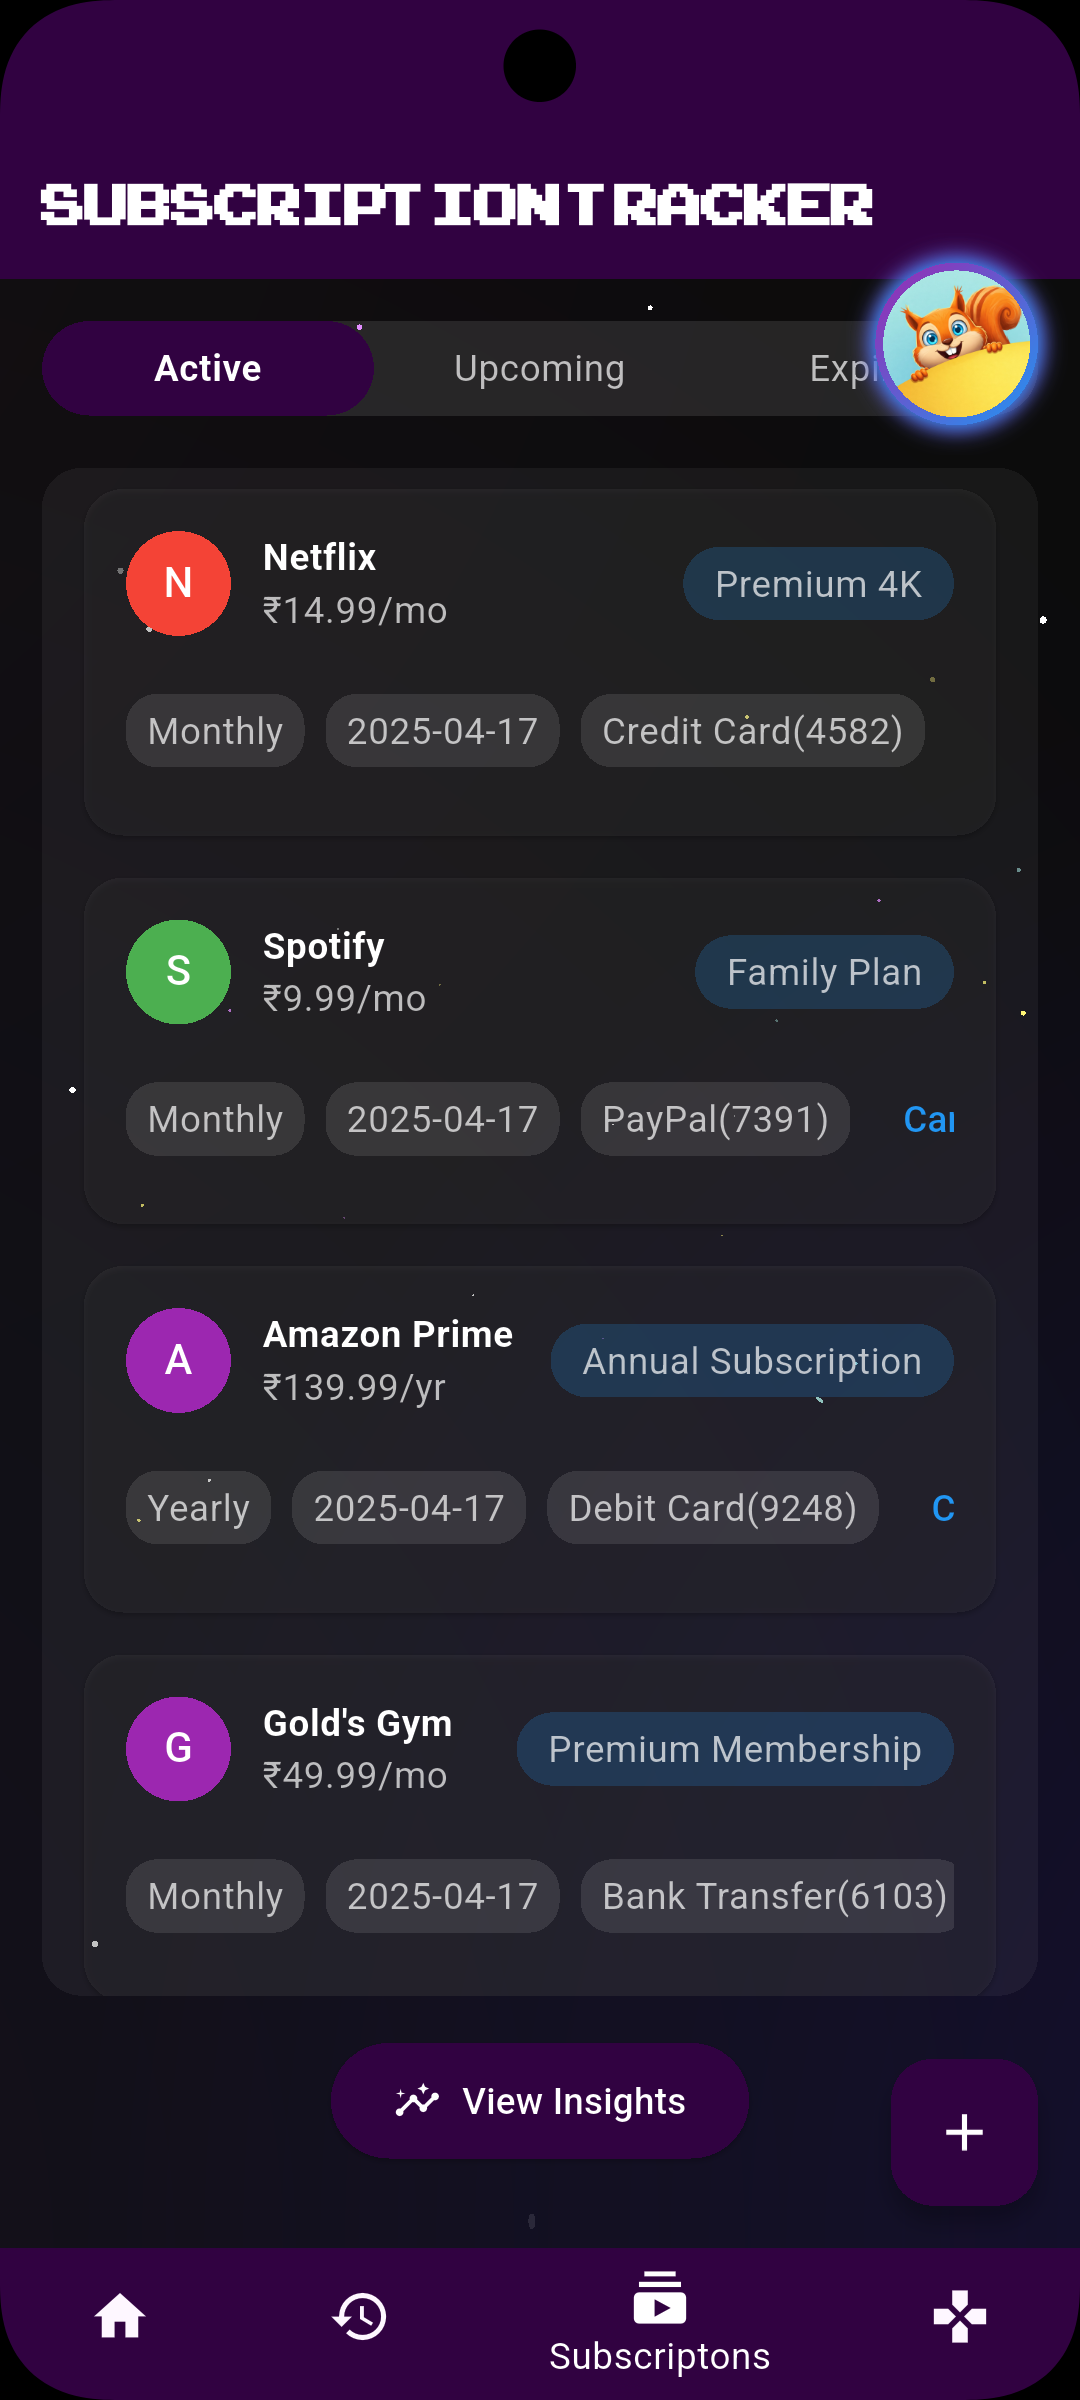 SUBSCRIPTION TRACKER
Active Upcoming Expi
N Netflix Premium 4K
₹14.99/mo
Monthly 2025-04-17 Credit Card(4582)
S Spotify Family Plan
₹9.99/mo
Monthly 2025-04-17 PayPal(7391) Can
A Amazon Prime Annual Subscription
₹139.99/yr
Yearly 2025-04-17 Debit Card(9248) C
G Gold's Gym Premium Membership
₹49.99/mo
Monthly 2025-04-17 Bank Transfer(6103)
View Insights
Subscriptons